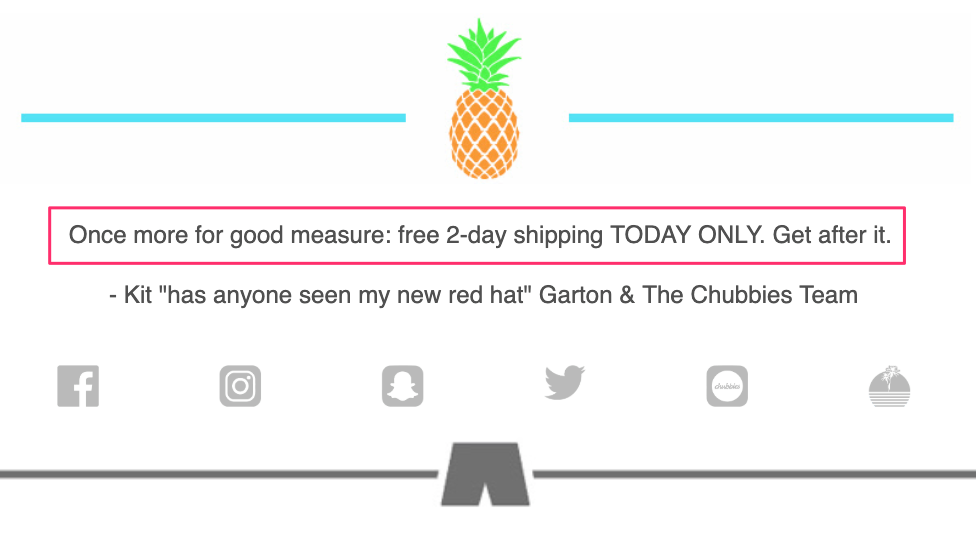 Once more for good measure: free 2-day shipping TODAY ONLY. Get after it.
- Kit "has anyone seen my new red hat" Garton & The Chubbies Team
chubbies